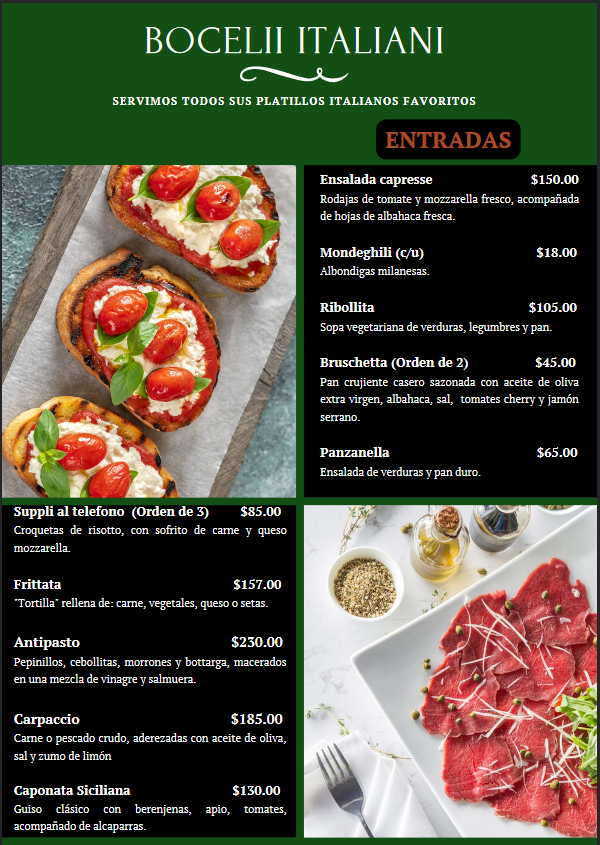 BOCELII ITALIANI
SERVIMOS TODOS SUS PLATILLOS ITALIANOS FAVORITOS
ENTRADAS
Ensalada capresse $150.00
Rodajas de tomate y mozzarella fresco, acompañada
de hojas de albahaca fresca.
Mondeghili (c/u) $18.00
Albondigas milanesas.
Ribollita $105.00
Sopa vegetariana de verduras, legumbres y pan.
Bruschetta (Orden de 2) $45.00
Pan crujiente casero sazonada con aceite de oliva
extra virgen, albahaca, sal, tomates cherry y jamón
serrano.
Panzanella $65.00
Ensalada de verduras y pan duro.
Suppli al telefono (Orden de 3) $85.00
Croquetas de risotto, con sofrito de carne y queso
mozzarella.
Frittata $157.00
"Tortilla" rellena de: carne, vegetales, queso o setas.
Antipasto $230.00
Pepinillos, cebollitas, morrones y bottarga, macerados
en una mezcla de vinagre y salmuera.
Carpaccio $185.00
Carne o pescado crudo, aderezadas con aceite de oliva,
sal y zumo de limón
Caponata Siciliana $130.00
Guiso clásico con berenjenas, apio, tomates,
acompañado de alcaparras.